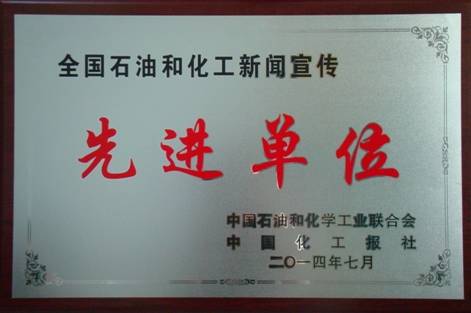 全国石油和化工新闻宣传
先进单位
中国石油和化学工业联合会
中国化工报社
二〇一四年七月